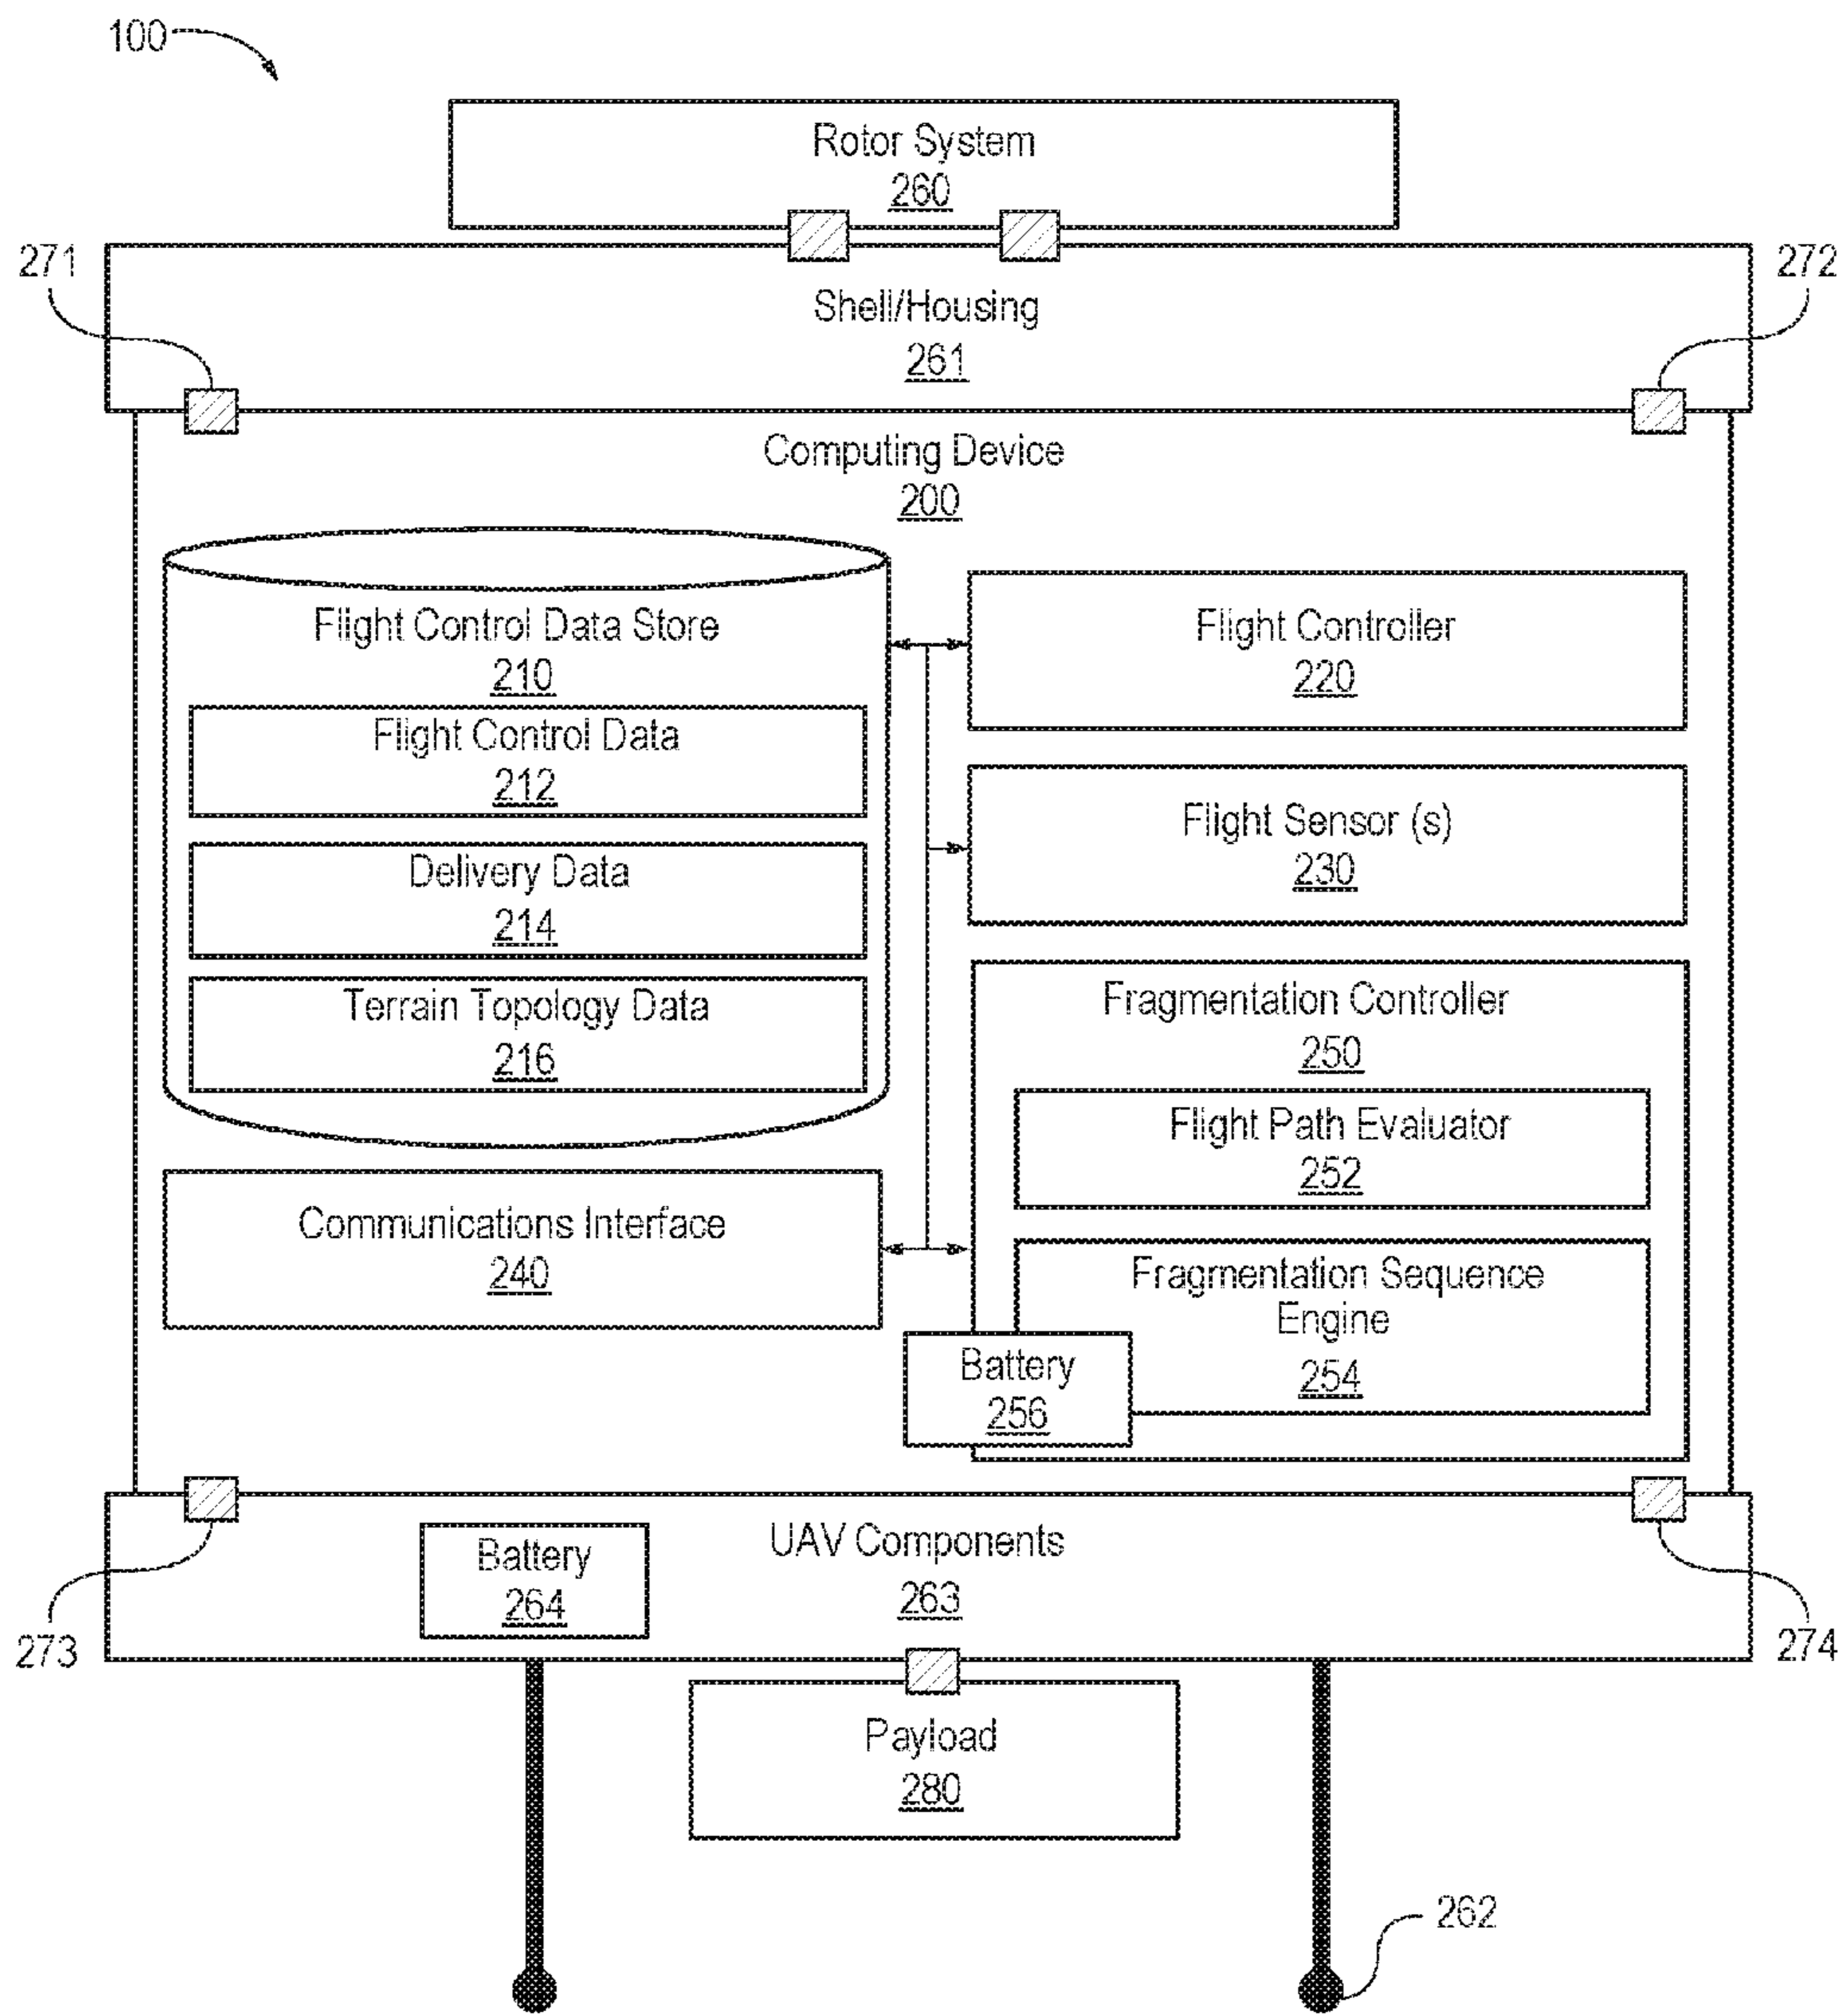 100
Rotor System
260
271
272
Shell/Housing
261
Computing Device
200
Flight Control Data Store
210
Flight Control Data
212
Delivery Data
214
Terrain Topology Data
216
Flight Controller
220
Flight Sensor (s)
230
Fragmentation Controller
250
Flight Path Evaluator
252
Communications Interface
240
Fragmentation Sequence
Engine
254
Battery
256
UAV Components
263
Battery
264
273
274
Payload
280
262